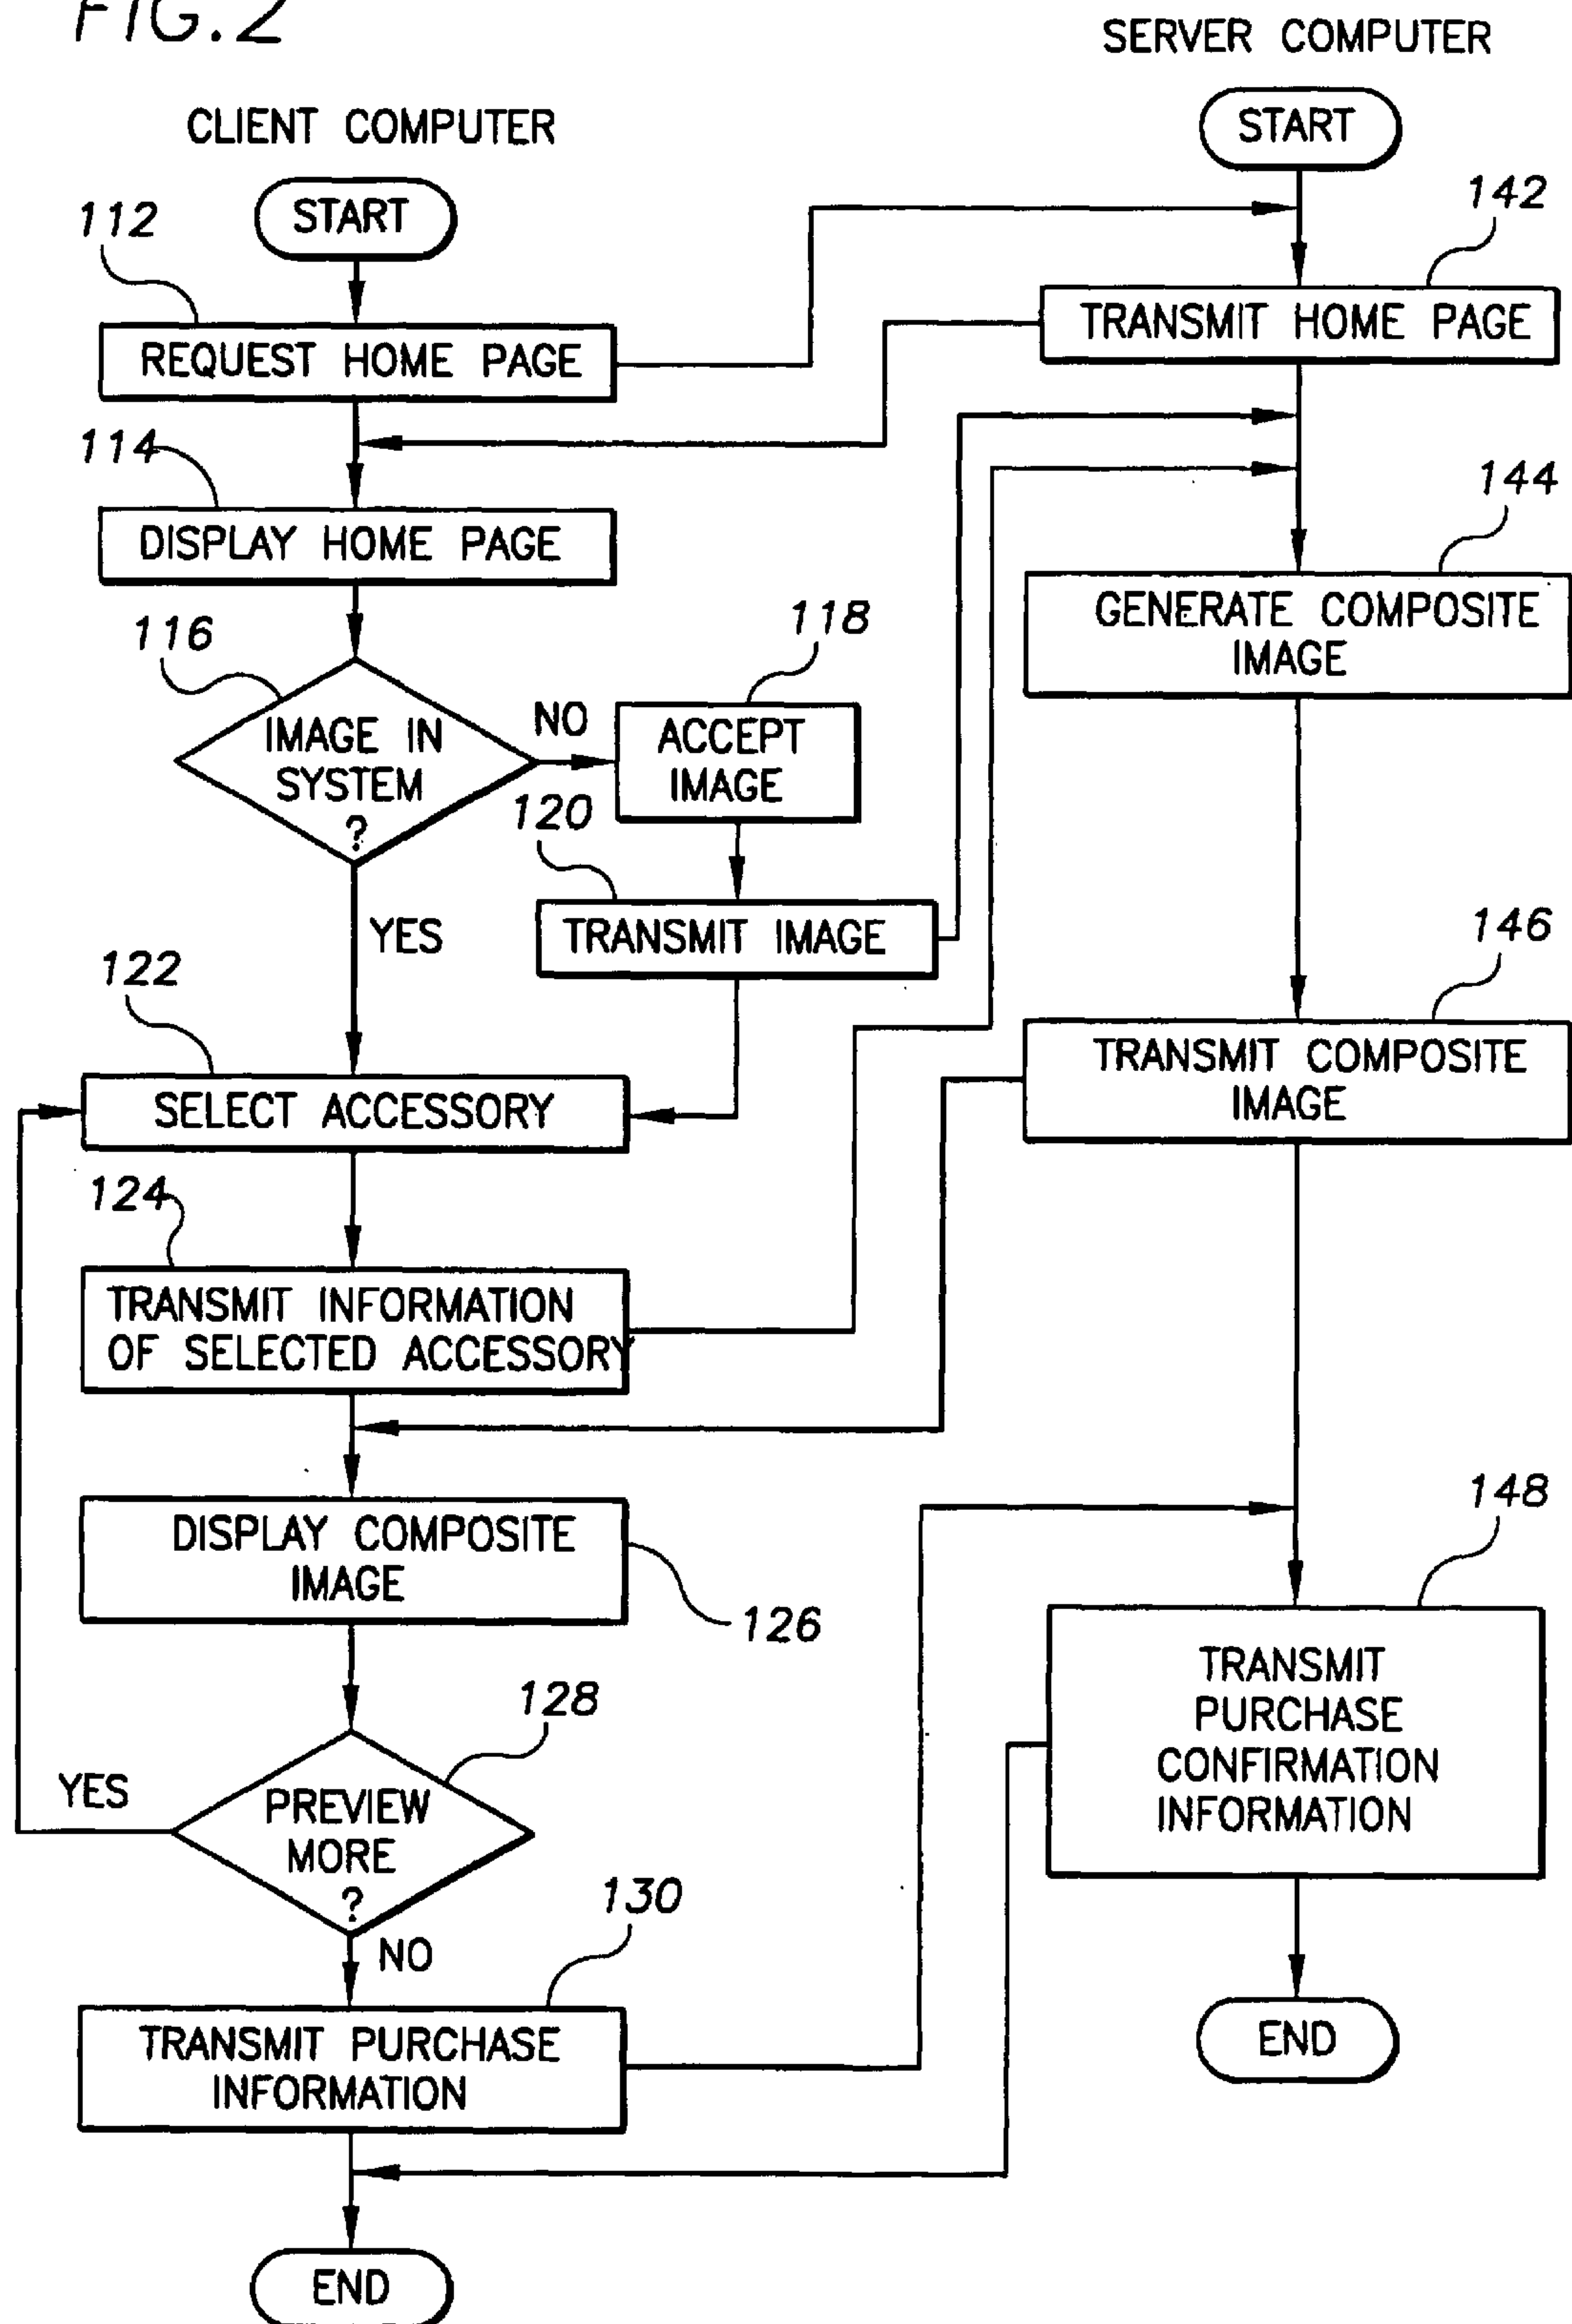 FIG.2
SERVER COMPUTER
CLIENT COMPUTER
START
START
112
142
REQUEST HOME PAGE
TRANSMIT HOME PAGE
114
DISPLAY HOME PAGE
144
GENERATE COMPOSITE
IMAGE
116
IMAGE IN
SYSTEM
?
NO
118
ACCEPT
IMAGE
120
TRANSMIT IMAGE
YES
146
TRANSMIT COMPOSITE
IMAGE
122
SELECT ACCESSORY
124
TRANSMIT INFORMATION
OF SELECTED ACCESSORY
DISPLAY COMPOSITE
IMAGE
126
148
TRANSMIT
PURCHASE
CONFIRMATION
INFORMATION
128
YES
PREVIEW
MORE
?
NO
130
TRANSMIT PURCHASE
INFORMATION
END
END